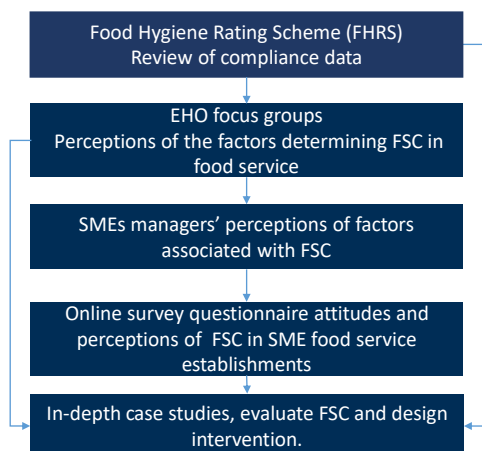 Food Hygiene Rating Scheme (FHRS)
Review of compliance data
EHO focus groups
Perceptions of the factors determining FSC in
food service
SMEs managers’ perceptions of factors
associated with FSC
Online survey questionnaire attitudes and
perceptions of FSC in SME food service
establishments
In-depth case studies, evaluate FSC and design
intervention.